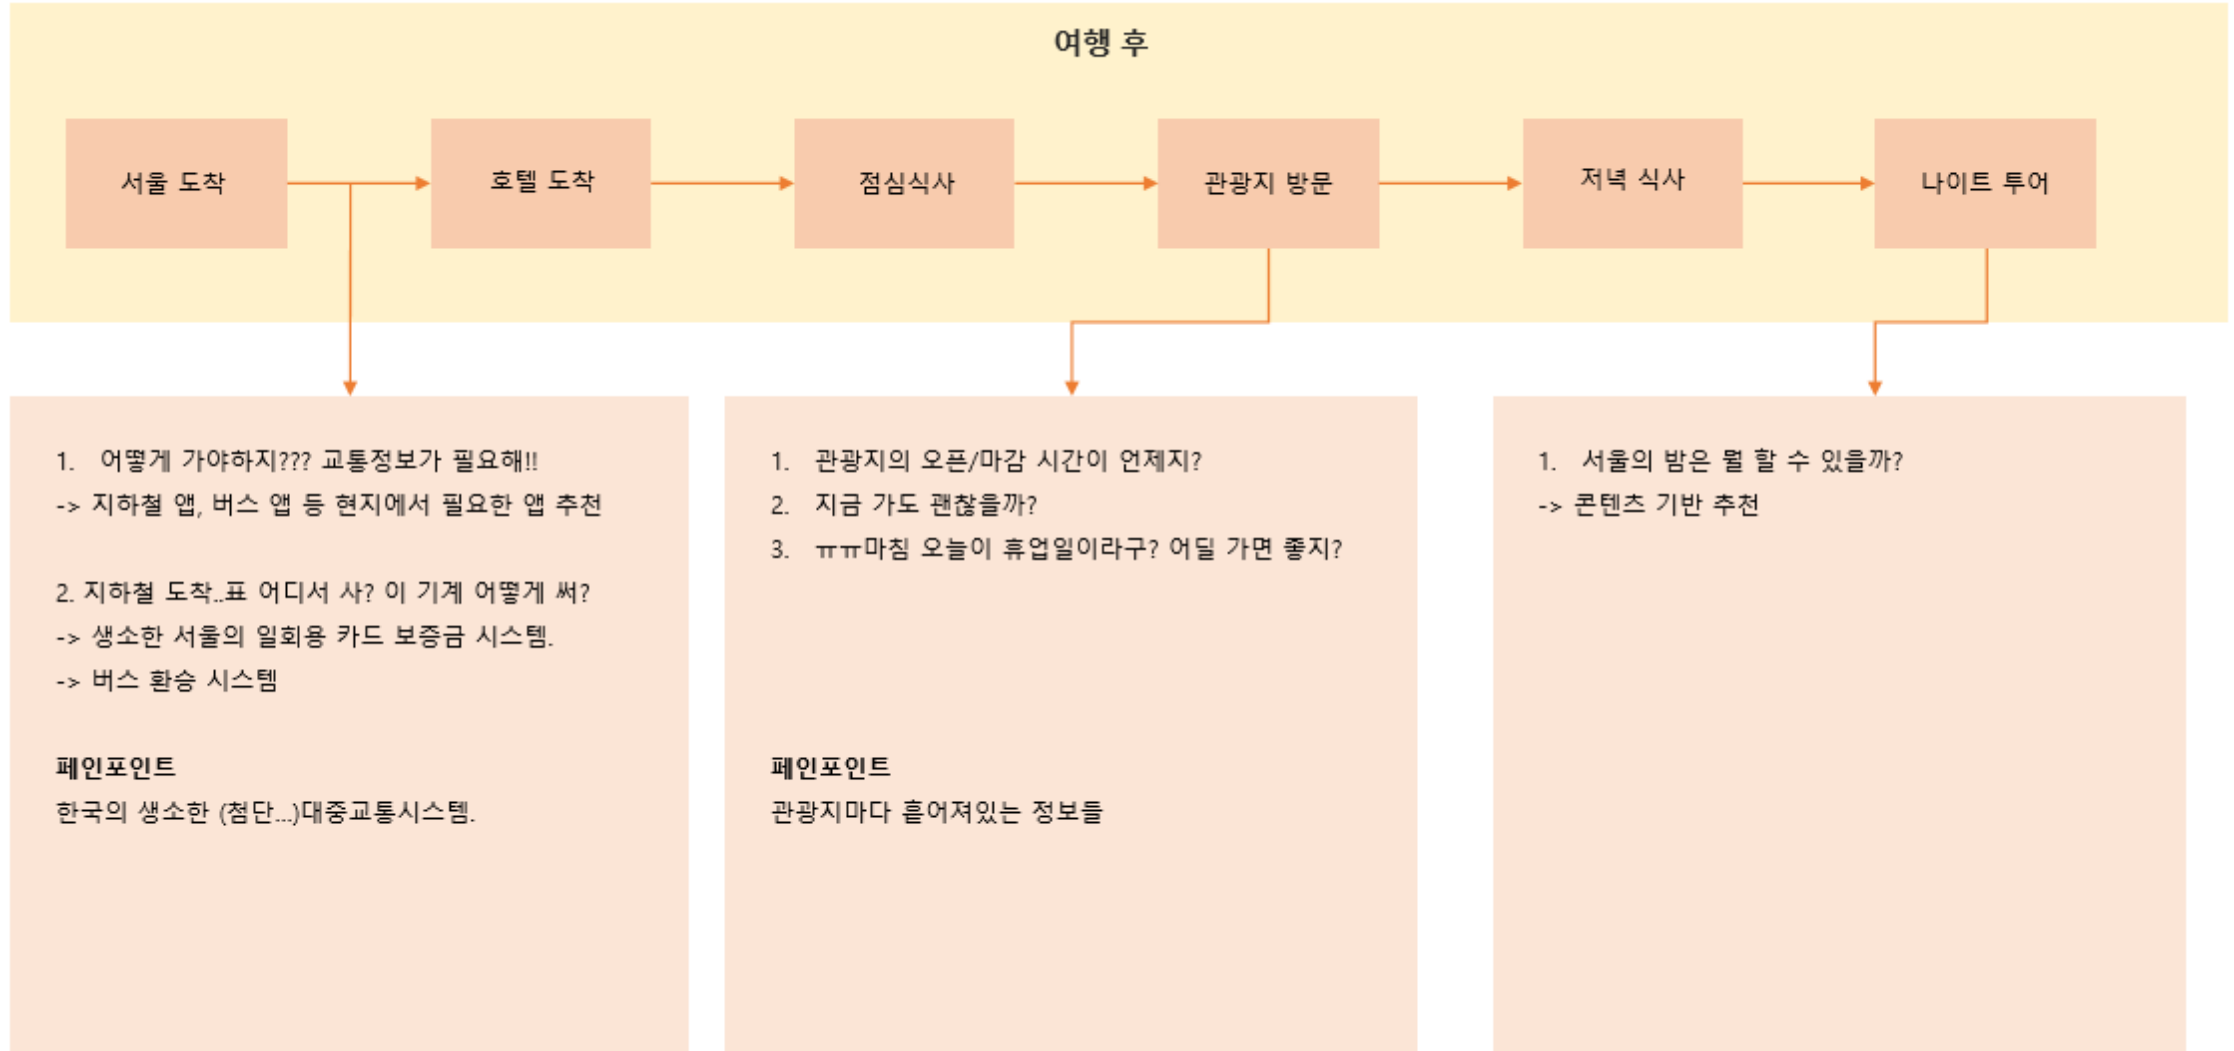 여행 후
서울 도착
호텔 도착
점심식사
관광지 방문
저녁 식사
나이트 투어
1. 어떻게 가야하지??? 교통정보가 필요해!!
-> 지하철 앱, 버스 앱 등 현지에서 필요한 앱 추천
2. 지하철 도착..표 어디서 사? 이 기계 어떻게 써?
-> 생소한 서울의 일회용 카드 보증금 시스템.
-> 버스 환승 시스템
페인포인트
한국의 생소한 (첨단...)대중교통시스템.
1. 관광지의 오픈/마감 시간이 언제지?
2. 지금 가도 괜찮을까?
3. ㅠㅠ마침 오늘이 휴업일이라구? 어딜 가면 좋지?
페인포인트
관광지마다 흩어져있는 정보들
1. 서울의 밤은 뭘 할 수 있을까?
-> 콘텐츠 기반 추천